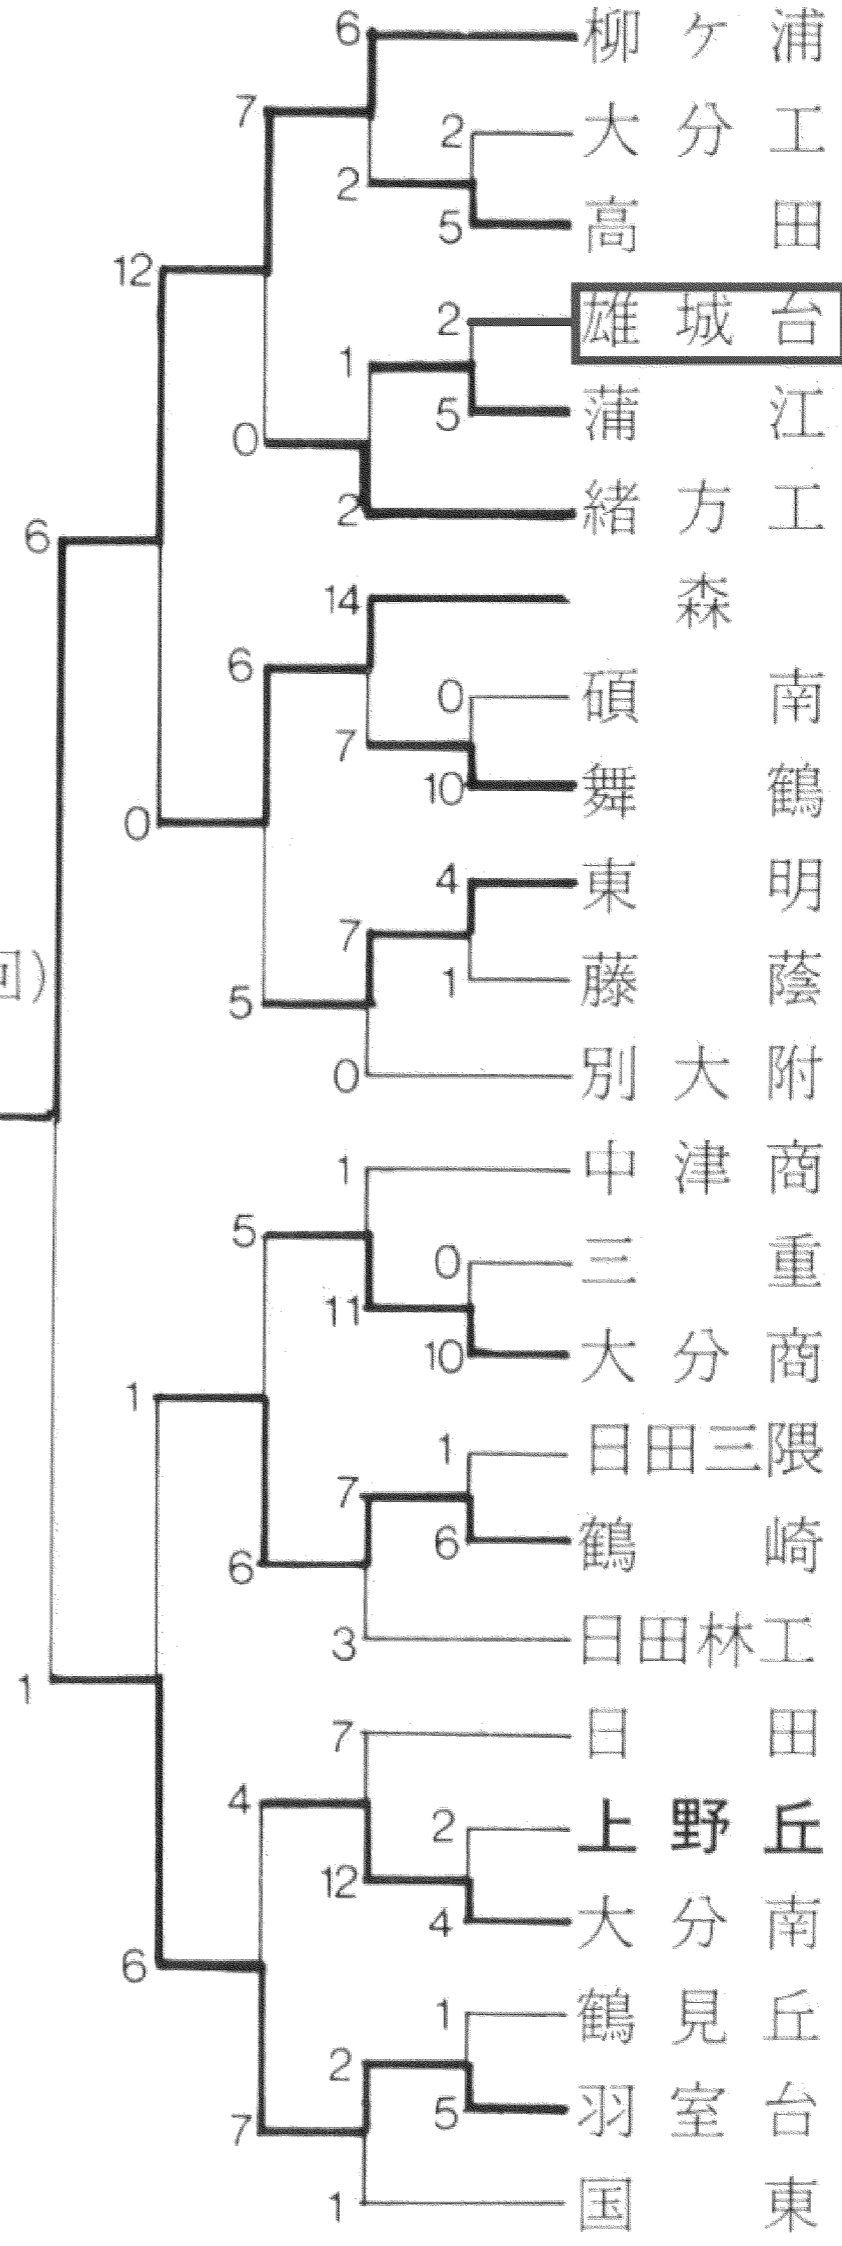 6 柳ケ浦
7
2 大分工
2
5 高田
12
2 雄城台
1
5 蒲江
0
2 緒方工
6
14 森
6
0 碩南
7
10 舞鶴
0
4 東明
7
1 藤蔭
回)
5
0 別大附
1 中津商
5
0 三重
11
10 大分商
1
1 日田三隈
7
6 鶴崎
6
3 日田林工
1
7 日田
4
2 上野丘
12
4 大分南
6
1 鶴見丘
2
5 羽室台
7
1 国東